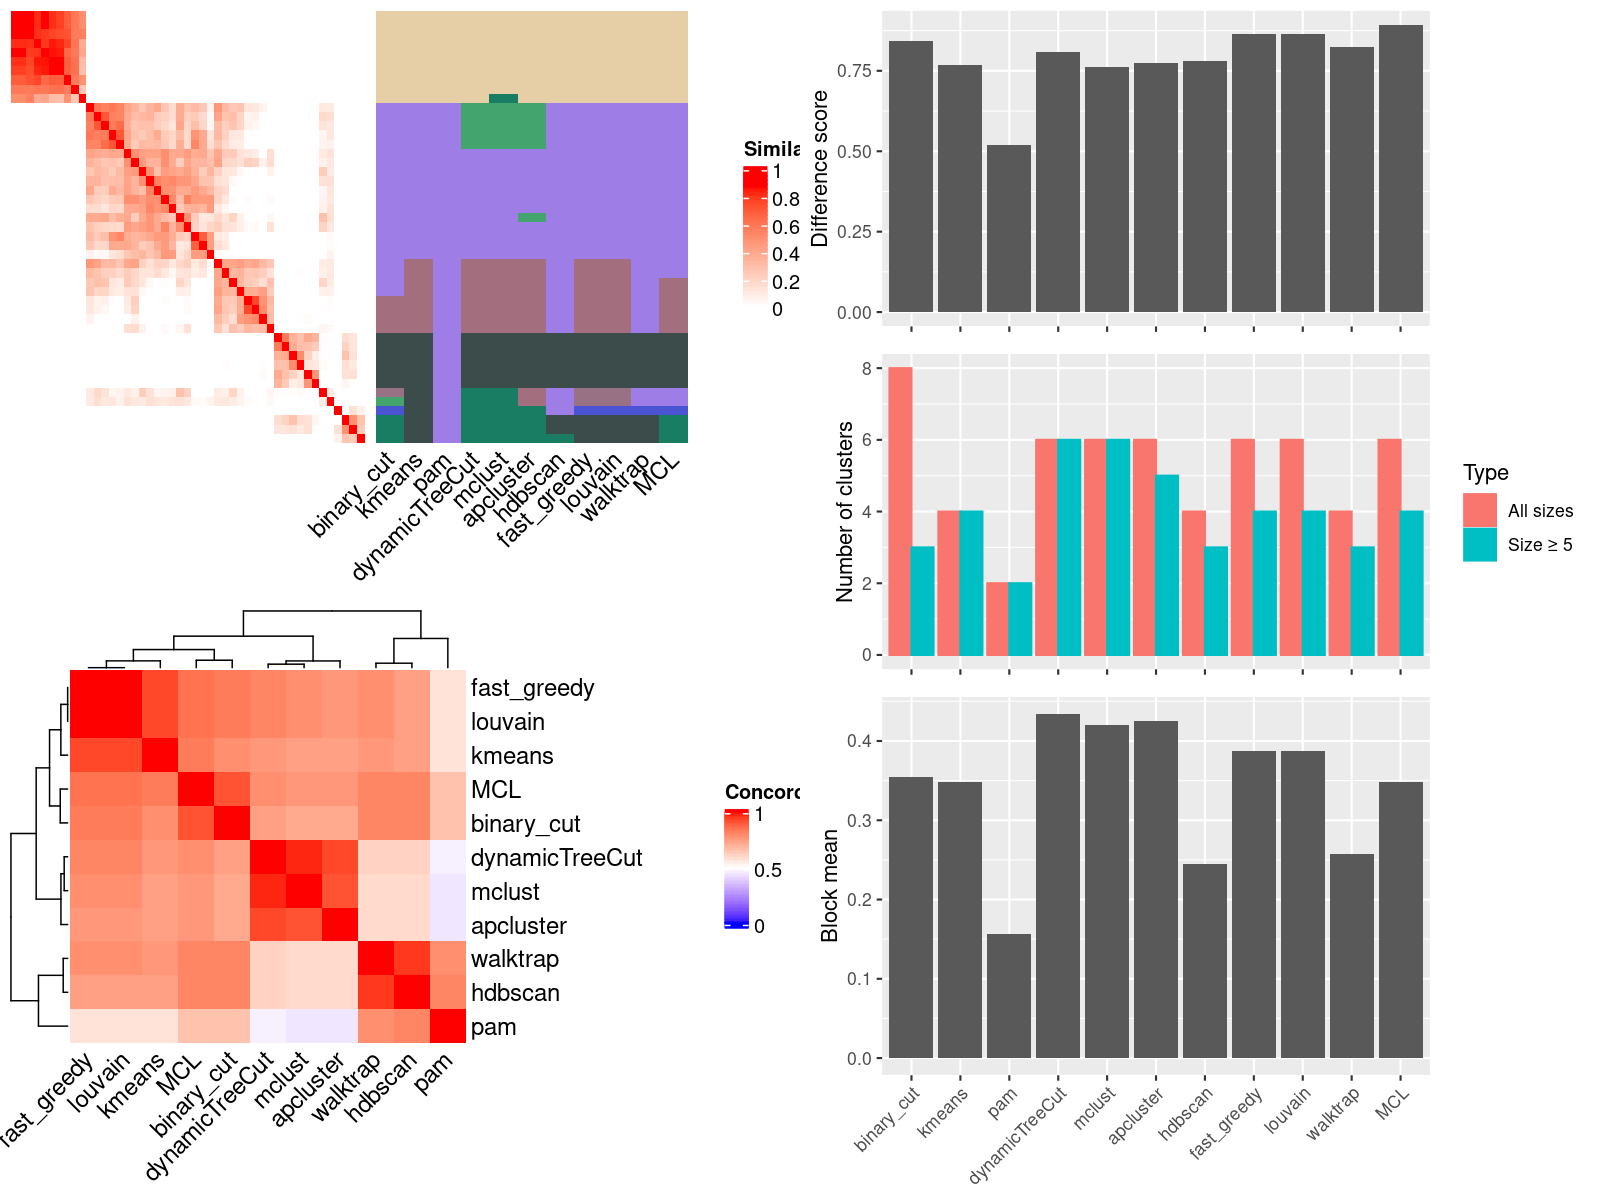 Simila
1
0.8
0.6
0.4
0.2
0
binary_cut
kmeans
pam
dynamicTreeCut
mclust
apcluster
hdbscan
fast_greedy
louvain
walktrap
MCL
Difference score
0.75
0.50
0.25
0.00
Number of clusters
8
6
4
2
0
Type
All sizes
Size ≥ 5
fast_greedy
louvain
kmeans
MCL
binary_cut
dynamicTreeCut
mclust
apcluster
walktrap
hdbscan
pam
fast_greedy
louvain
kmeans
MCL
binary_cut
dynamicTreeCut
mclust
apcluster
walktrap
hdbscan
pam
Concord
1
0.5
0
Block mean
0.4
0.3
0.2
0.1
0.0
binary_cut
kmeans
pam
dynamicTreeCut
mclust
apcluster
hdbscan
fast_greedy
louvain
walktrap
MCL